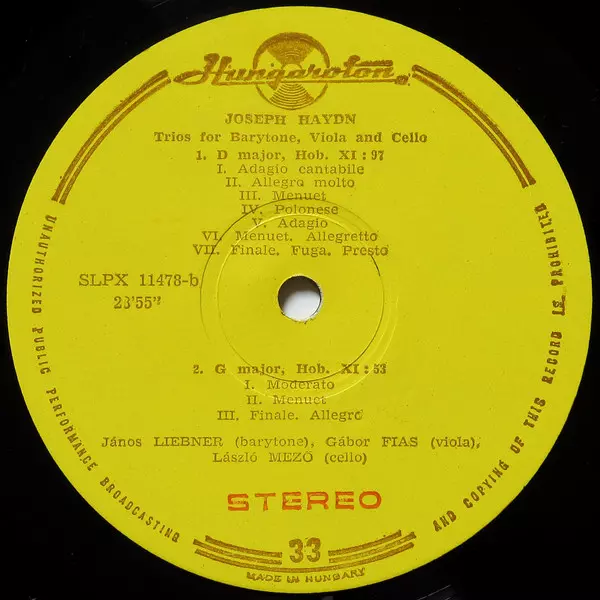 Hungaroton
JOSEPH HAYDN
Trios for Barytone, Viola and Cello
1. D major, Hob. XI : 97
I. Adagio cantabile
II. Allegro molto
III. Menuet
IV. Polonese
V. Adagio
VI. Menuet. Allegretto
VII. Finale. Fuga. Presto
SLPX 11478-b
23'55"
2. G major, Hob. XI : 53
I. Moderato
II. Menuet
III. Finale. Allegro
János LIEBNER (barytone), Gábor FIAS (viola),
László MEZŐ (cello)
STEREO
33
MADE IN HUNGARY
UNAUTHORIZED PUBLIC PERFORMANCE BROADCASTING
AND COPYING OF THIS RECORD IS PROHIBITED